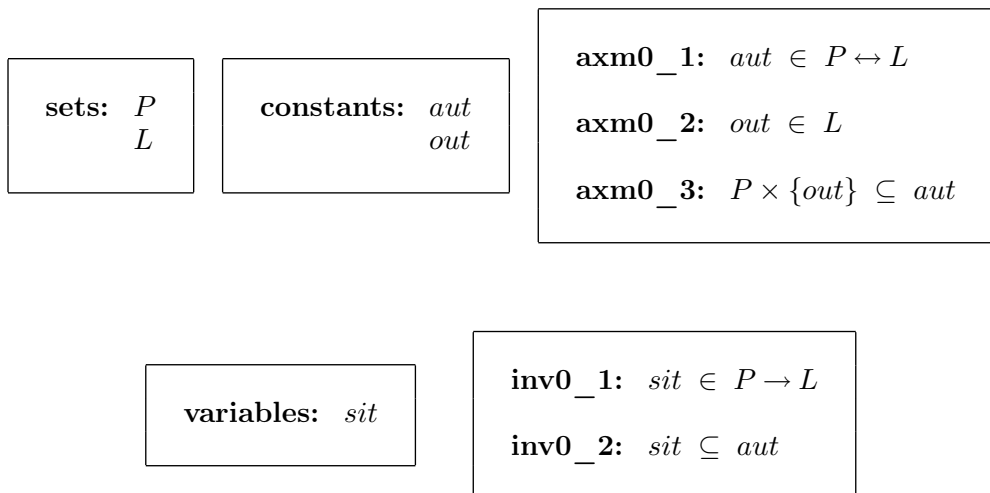 sets: P
L
constants: aut
out
axm0_1: aut ∈ P ↔ L
axm0_2: out ∈ L
axm0_3: P × {out} ⊆ aut
variables: sit
inv0_1: sit ∈ P → L
inv0_2: sit ⊆ aut